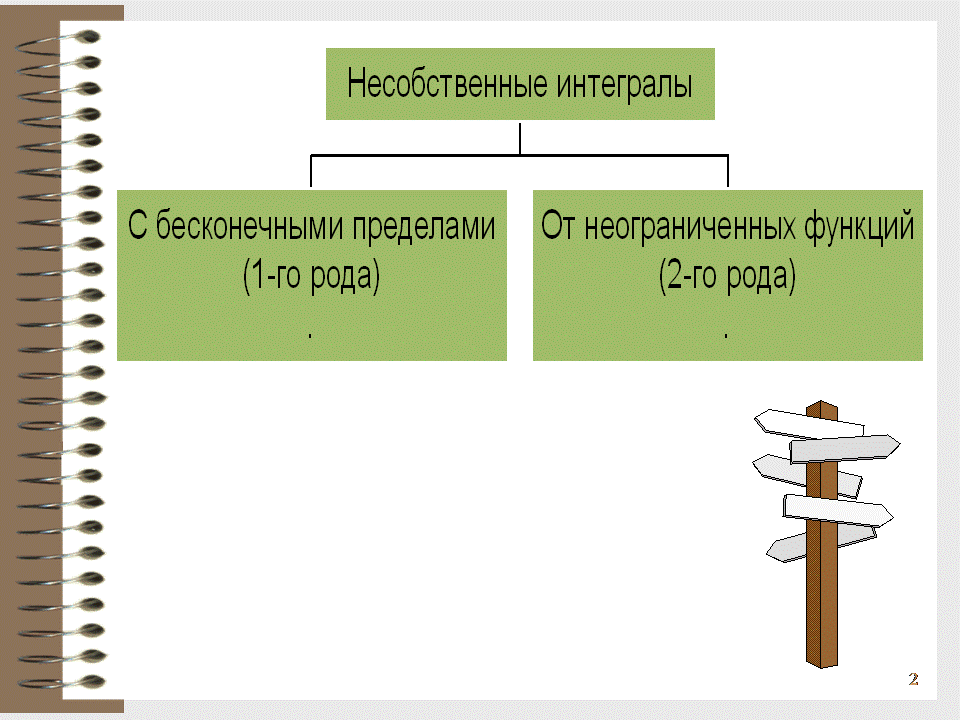 Несобственные интегралы
С бесконечными пределами
(1-го рода)
.
От неограниченных функций
(2-го рода)
.
2